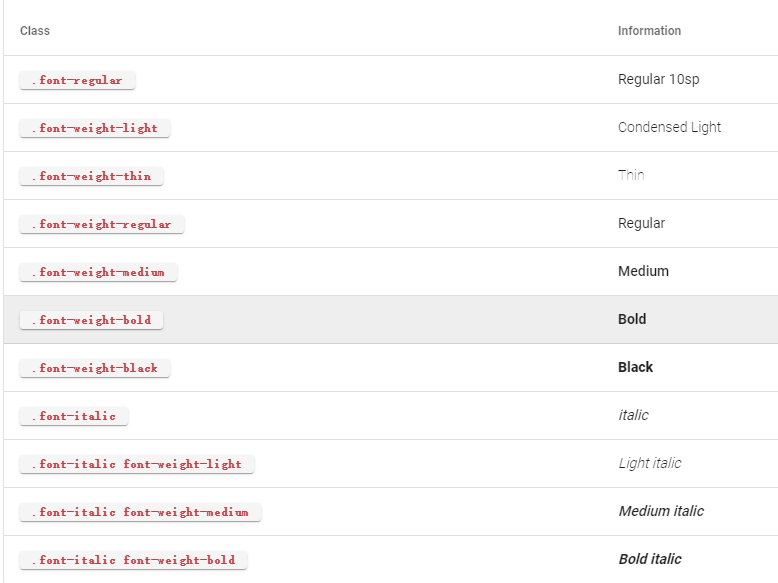 Class Information
.font-regular Regular 10sp
.font-weight-light Condensed Light
.font-weight-thin Thin
.font-weight-regular Regular
.font-weight-medium Medium
.font-weight-bold Bold
.font-weight-black Black
.font-italic italic
.font-italic font-weight-light Light italic
.font-italic font-weight-medium Medium italic
.font-italic font-weight-bold Bold italic